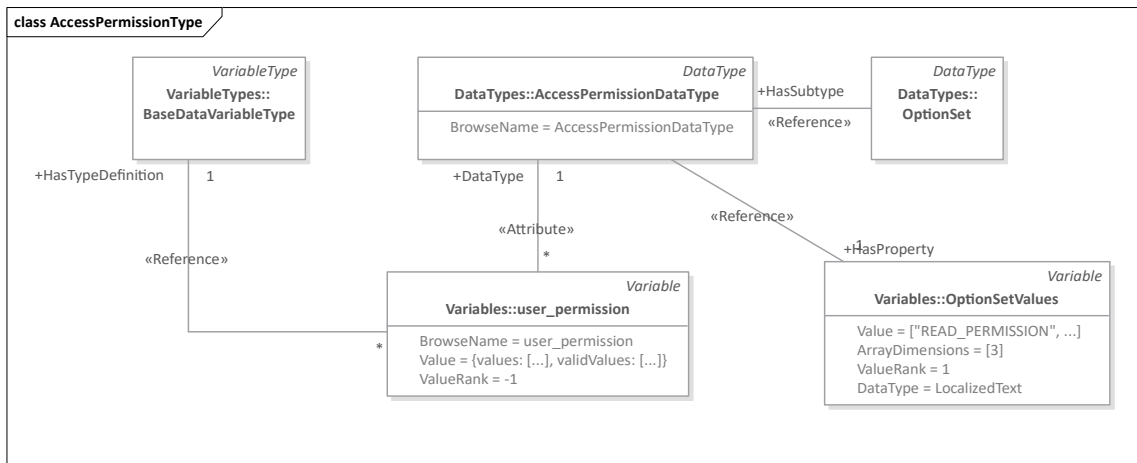 class AccessPermissionType
VariableType
VariableTypes::
BaseDataVariableType
DataType
DataTypes::AccessPermissionDataType
BrowseName = AccessPermissionDataType
+HasSubtype
«Reference»
DataType
DataTypes::
OptionSet
+HasTypeDefinition
1
«Reference»
*
+DataType
1
«Attribute»
*
«Reference»
1
+HasProperty
Variable
Variables::user_permission
BrowseName = user_permission
Value = {values: [...], validValues: [...]}
ValueRank = -1
Variable
Variables::OptionSetValues
Value = ["READ_PERMISSION", ...]
ArrayDimensions = [3]
ValueRank = 1
DataType = LocalizedText